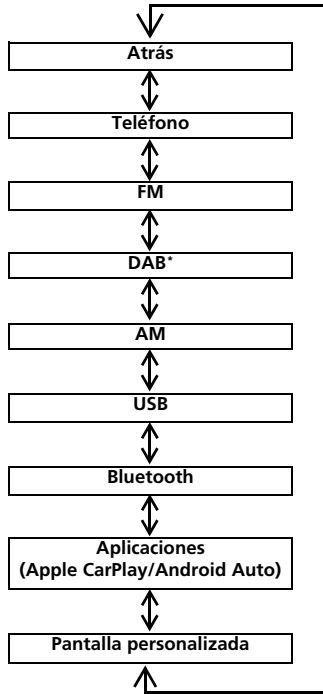 Atrás
Teléfono
FM
DAB*
AM
USB
Bluetooth
Aplicaciones
(Apple CarPlay/Android Auto)
Pantalla personalizada